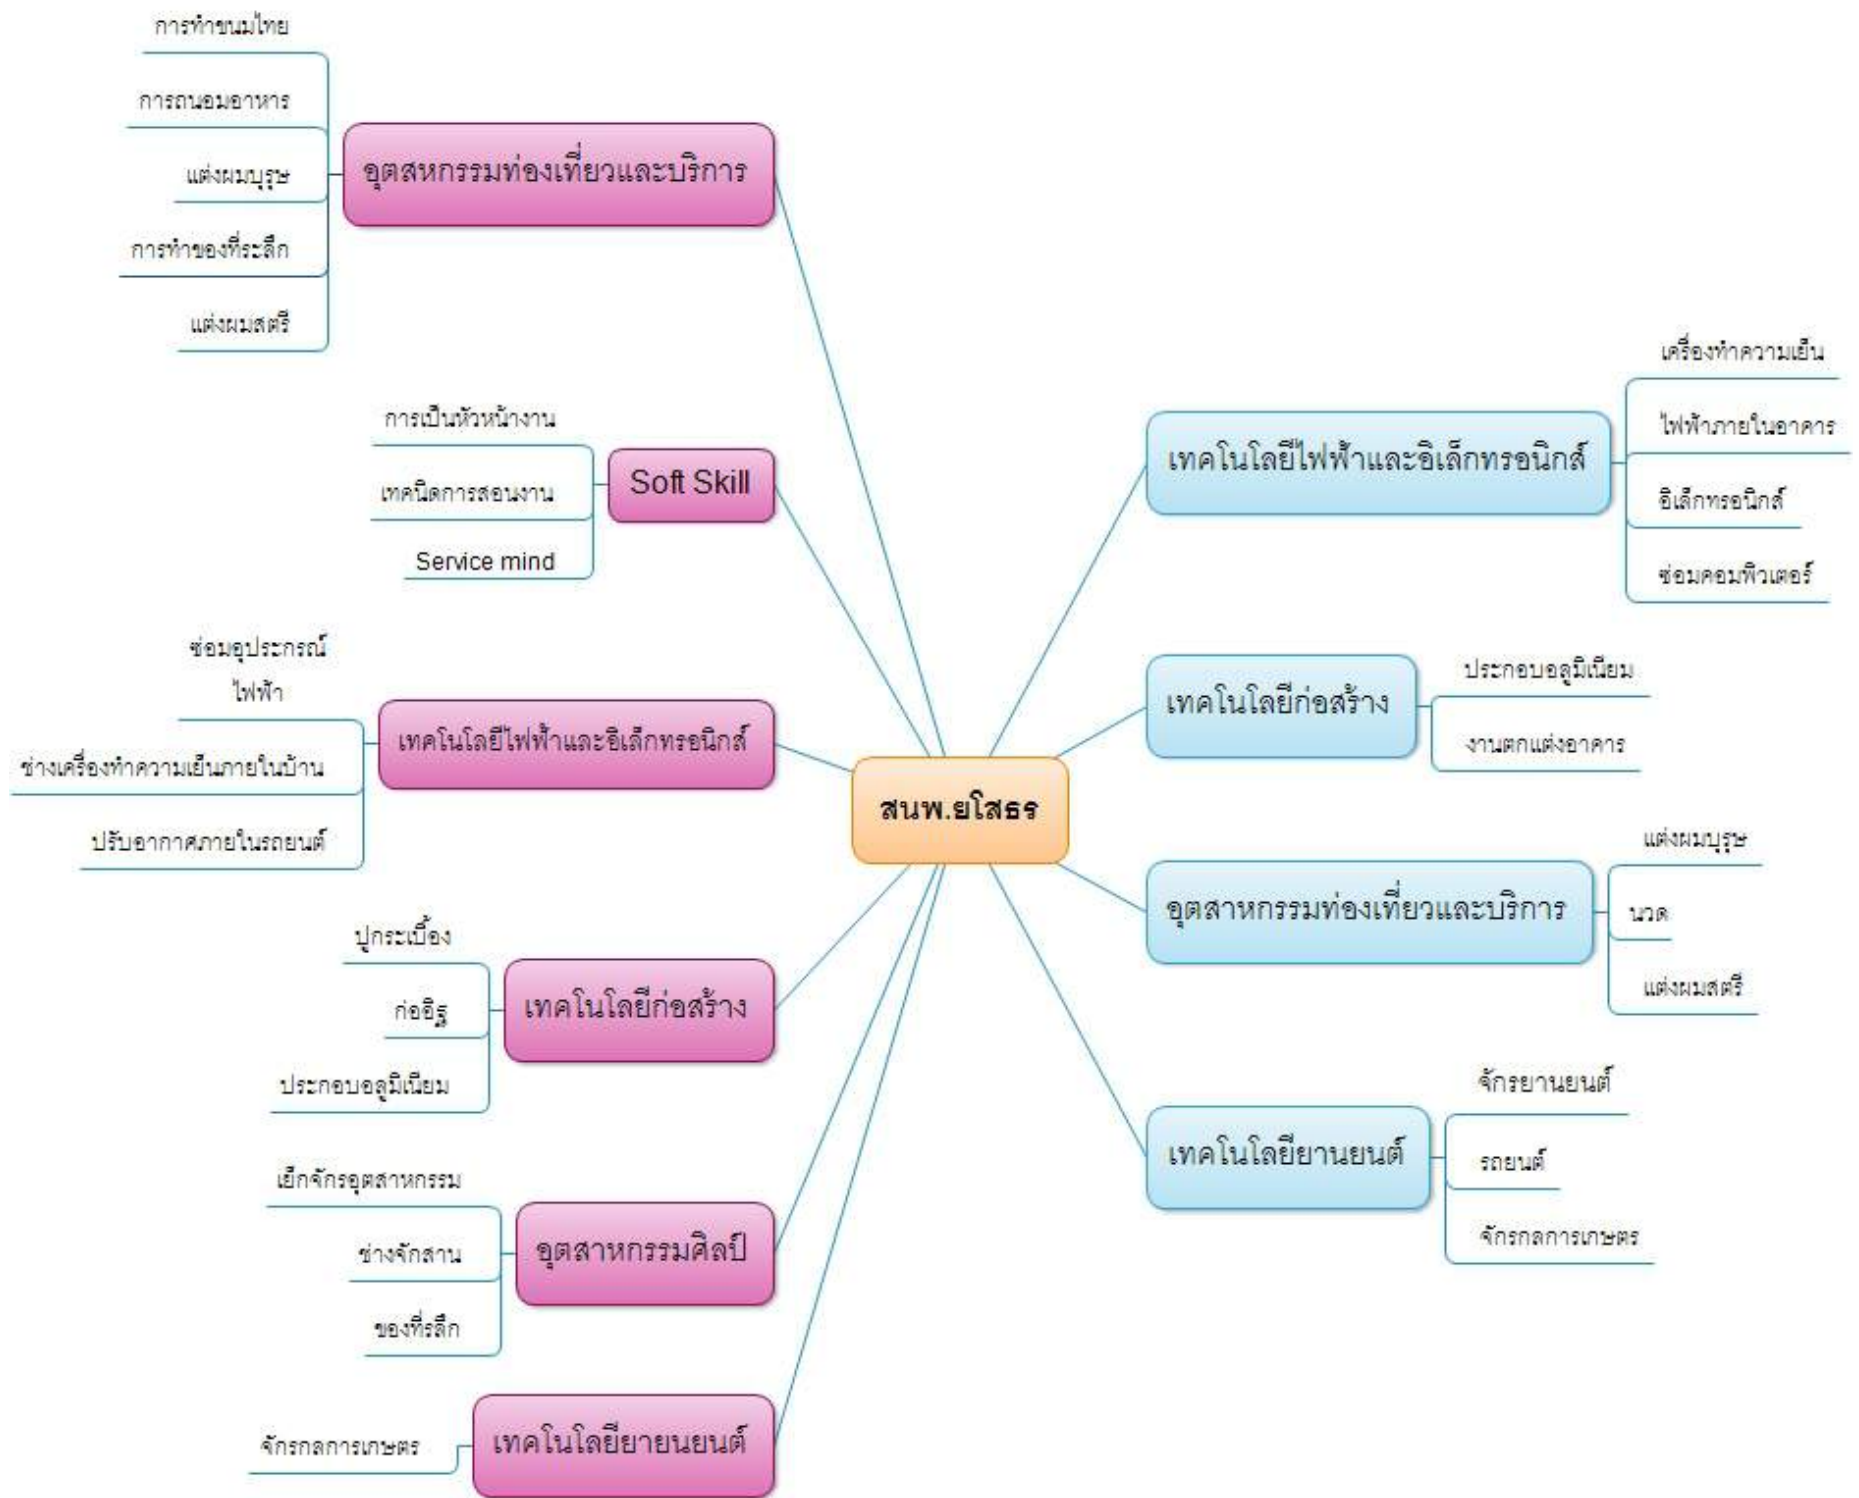 การทำขนมไทย
การถนอมอาหาร
แต่งผมบุรุษ
การทำของที่ระลึก
แต่งผมสตรี
อุตสหกรรมท่องเที่ยวและบริการ
การเป็นหัวหน้างาน
เทคนิดการสอนงาน
Service mind
Soft Skill
ซ่อมอุประกรณ์
ไฟฟ้า
ช่างเครื่องทำความเย็นภายในบ้าน
ปรับอากาศภายในรถยนต์
เทคโนโลยีไฟฟ้าและอิเล็กทรอนิกส์
ปูกระเบื้อง
ก่ออิฐ
ประกอบอลูมิเนียม
เทคโนโลยีก่อสร้าง
เย็กจักรอุตสาหกรรม
ช่างจักสาน
ของที่รลึก
อุตสาหกรรมศิลป์
จักรกลการเกษตร
เทคโนโลยียายนยนต์
สนพ.ยโสธร
เทคโนโลยีไฟฟ้าและอิเล็กทรอนิกส์
เครื่องทำความเย็น
ไฟฟ้าภายในอาคาร
อิเล็กทรอนิกส์
ซ่อมคอมพิวเตอร์
เทคโนโลยีก่อสร้าง
ประกอบอลูมิเนียม
งานตกแต่งอาคาร
อุตสาหกรรมท่องเที่ยวและบริการ
แต่งผมบุรุษ
นวด
แต่งผมสตรี
เทคโนโลยียานยนต์
จักรยานยนต์
รถยนต์
จักรกลการเกษตร